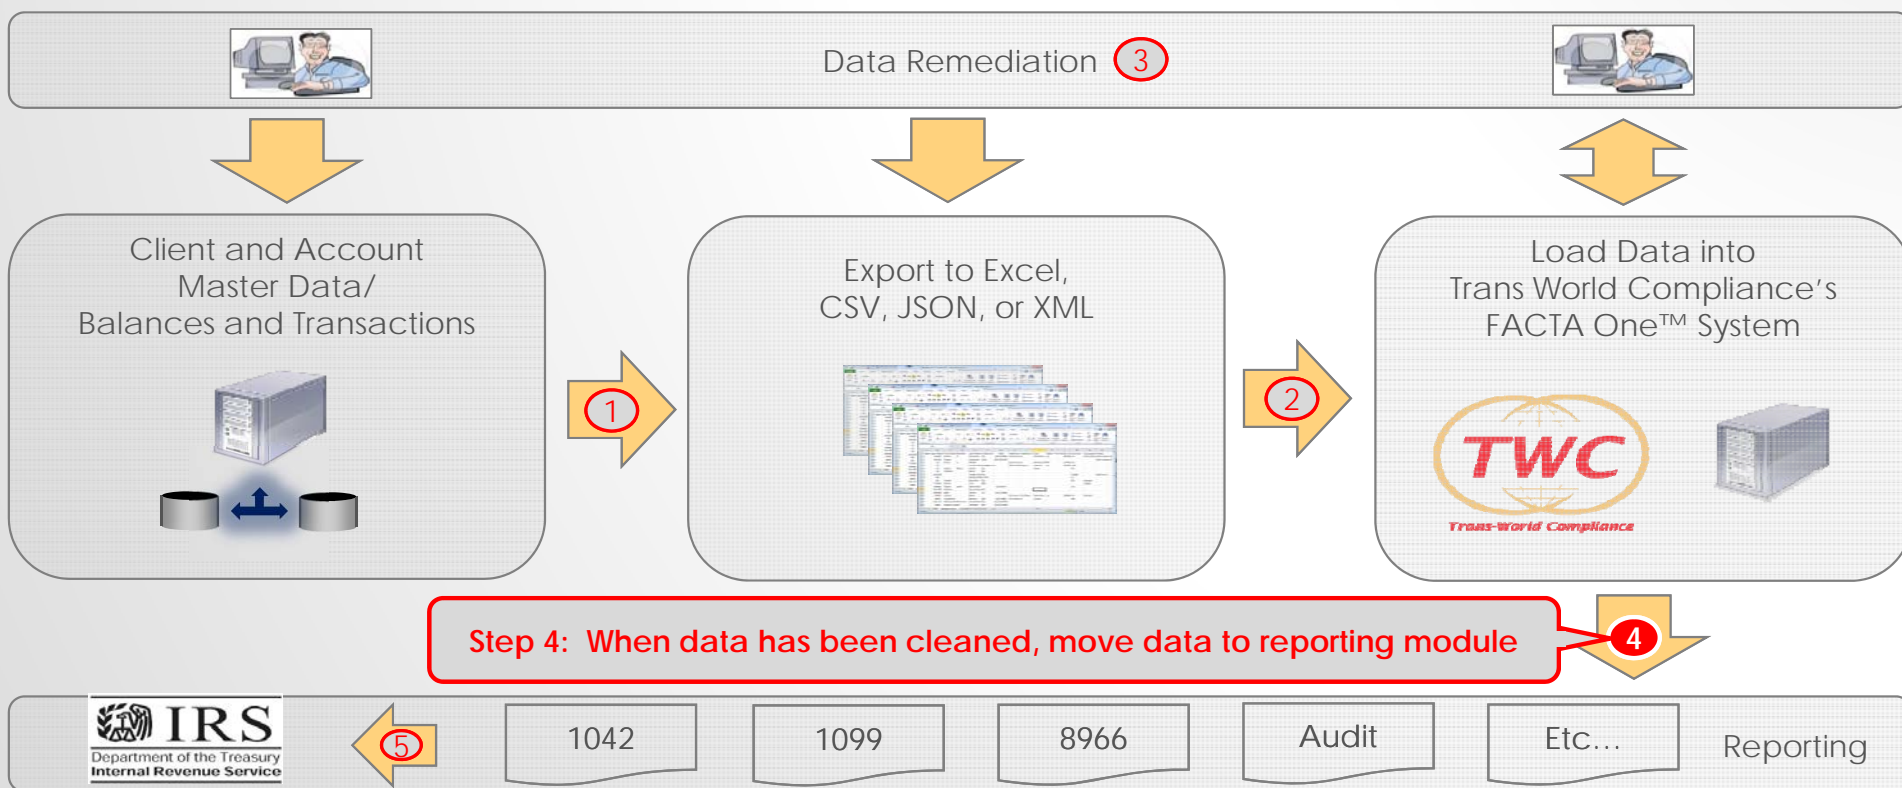 Data Remediation 3
Client and Account
Master Data/
Balances and Transactions
1
Export to Excel,
CSV, JSON, or XML
2
Load Data into
Trans World Compliance's
FACTA One™ System
TWC
Trans-World Compliance
Step 4: When data has been cleaned, move data to reporting module
4
IRS
Department of the Treasury
Internal Revenue Service
5
1042
1099
8966
Audit
Etc...
Reporting